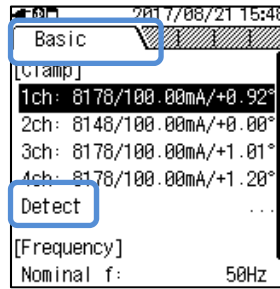 2017/08/21 15:48
Basic
[Clamp]
1ch: 8178/100.00mA/+0.92°
2ch: 8148/100.00mA/+0.00°
3ch: 8178/100.00mA/+1.01°
4ch: 8178/100.00mA/+1.20°
Detect ...
[Frequency]
Nominal f: 50Hz